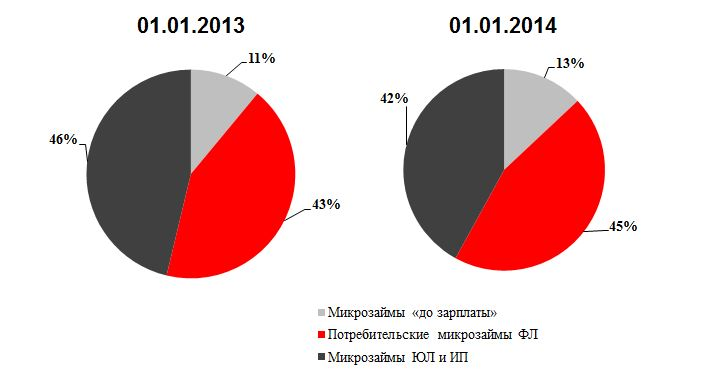 01.01.2013
01.01.2014
11%
13%
46%
42%
43%
45%
Микрозаймы «до зарплаты»
Потребительские микрозаймы ФЛ
Микрозаймы ЮЛ и ИП